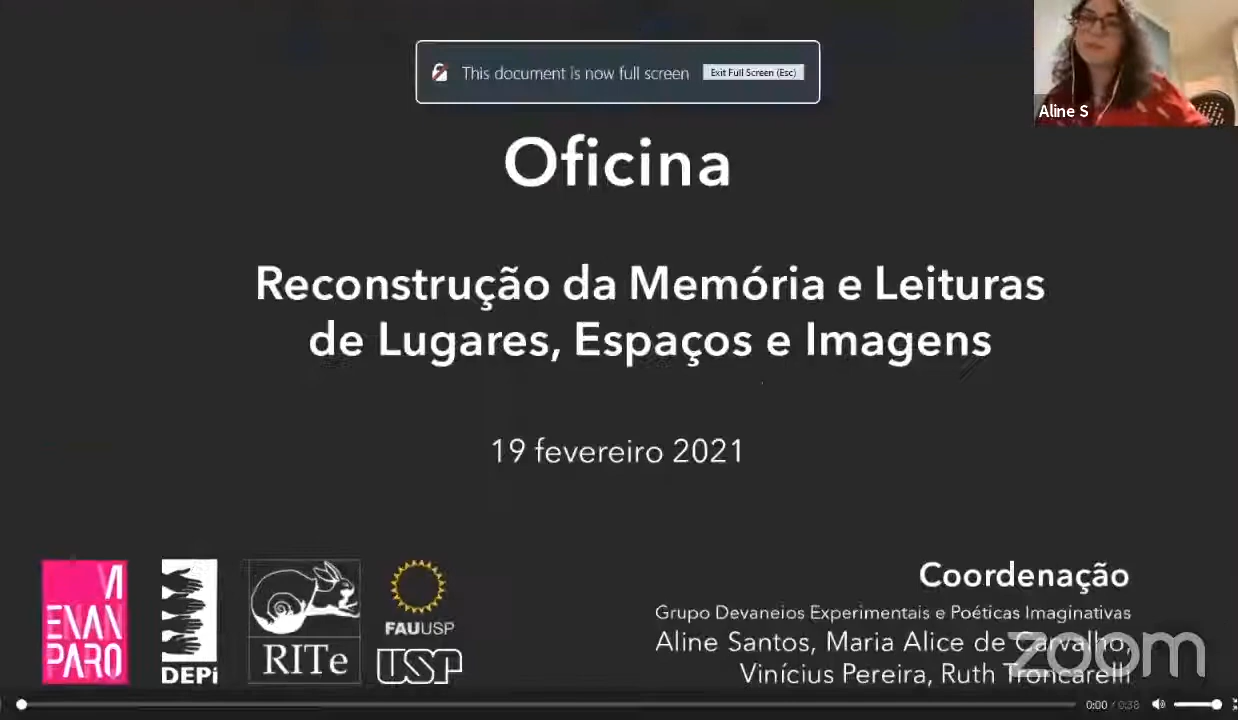 This document is now full screen
Exit Full Screen (Esc)
Aline S
Oficina
Reconstrução da Memória e Leituras
de Lugares, Espaços e Imagens
19 fevereiro 2021
VI
ENAN
PARQ
DEPi
RITe
FAUUSP
USP
Coordenação
Grupo Devaneios Experimentais e Poéticas Imaginativas
Aline Santos, Maria Alice de Carvalho,
Vinícius Pereira, Ruth Troncarelli
zoom
0:00 / 0:38